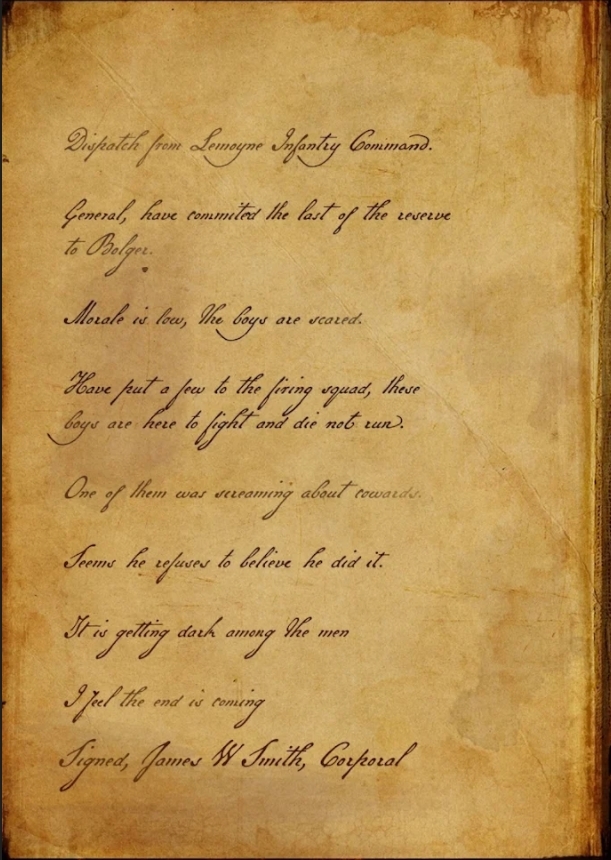 Dispatch from Lemoyne Infantry Command.
General, have commited the last of the reserve
to Bolger.
Morale is low, the boys are scared.
Have put a few to the firing squad, these
boys are here to fight and die not run.
One of them was screaming about cowards.
Seems he refuses to believe he did it.
It is getting dark among the men
I feel the end is coming
Signed, James W Smith, Corporal